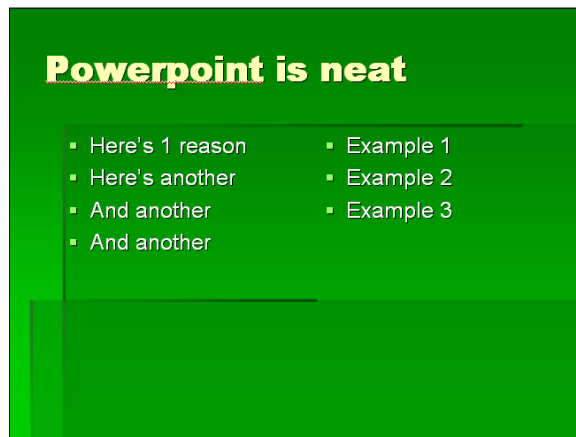 Powerpoint is neat
Here's 1 reason
Here's another
And another
And another
Example 1
Example 2
Example 3